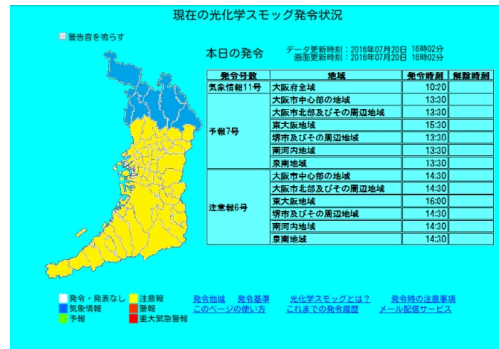 現在の光化学スモッグ発令状況
警告音を鳴らす
本日の発令 データ更新時刻：2016年07月20日 16時02分
画面更新時刻：2016年07月20日 16時02分
発令号数 地域 発令時刻 解除時刻
気象情報11号 大阪府全域 10:20
予報7号 大阪市中心部の地域 13:30
大阪市北部及びその周辺地域 13:30
東大阪地域 15:30
堺市及びその周辺地域 13:30
南河内地域 13:30
泉南地域 13:30
注意報6号 大阪市中心部の地域 14:30
大阪市北部及びその周辺地域 14:30
東大阪地域 16:00
堺市及びその周辺地域 14:30
南河内地域 14:30
泉南地域 14:30
発令・発表なし 注意報
気象情報 警報
予報 重大緊急警報
発令地域 発令基準 光化学スモッグとは？ 発令時の注意事項
このページの使い方 これまでの発令履歴 メール配信サービス